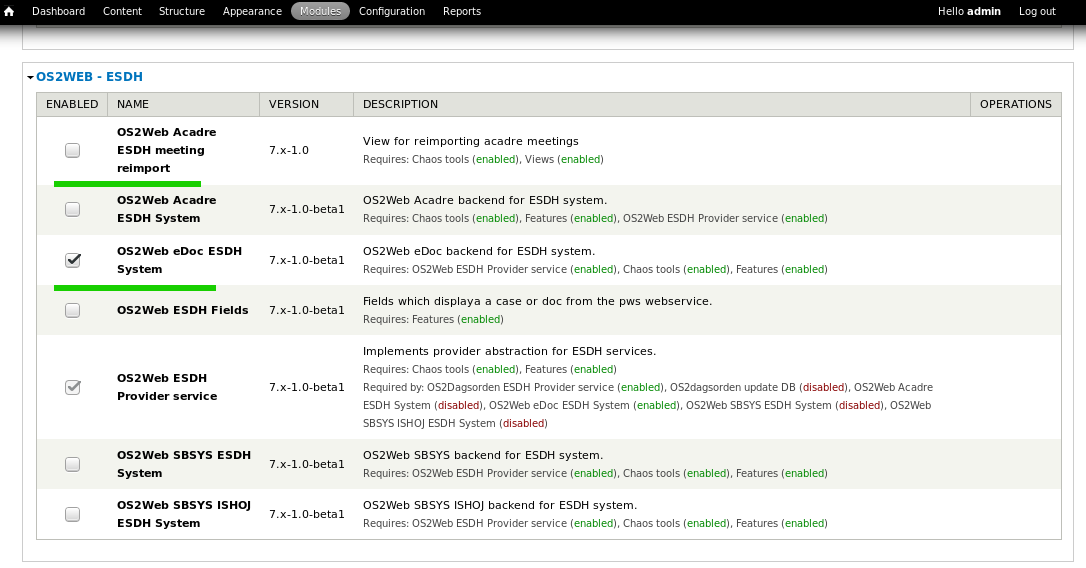 Dashboard Content Structure Appearance Modules Configuration Reports Hello admin Log out
OS2WEB - ESDH
ENABLED NAME VERSION DESCRIPTION OPERATIONS
OS2Web Acadre
ESDH meeting
reimport
7.x-1.0
View for reimporting acadre meetings
Requires: Chaos tools (enabled), Views (enabled)
OS2Web Acadre
ESDH System
7.x-1.0-beta1
OS2Web Acadre backend for ESDH system.
Requires: Chaos tools (enabled), Features (enabled), OS2Web ESDH Provider service (enabled)
OS2Web eDoc ESDH
System
7.x-1.0-beta1
OS2Web eDoc backend for ESDH system.
Requires: OS2Web ESDH Provider service (enabled), Chaos tools (enabled), Features (enabled)
OS2Web ESDH Fields
7.x-1.0-beta1
Fields which displaya a case or doc from the pws webservice.
Requires: Features (enabled)
OS2Web ESDH
Provider service
7.x-1.0-beta1
Implements provider abstraction for ESDH services.
Requires: Chaos tools (enabled), Features (enabled)
Required by: OS2Dagsorden ESDH Provider service (enabled), OS2dagsorden update DB (disabled), OS2Web Acadre
ESDH System (disabled), OS2Web eDoc ESDH System (enabled), OS2Web SBSYS ESDH System (disabled), OS2Web
SBSYS ISHOJ ESDH System (disabled)
OS2Web SBSYS ESDH
System
7.x-1.0-beta1
OS2Web SBSYS backend for ESDH system.
Requires: OS2Web ESDH Provider service (enabled), Chaos tools (enabled), Features (enabled)
OS2Web SBSYS ISHOJ
ESDH System
7.x-1.0-beta1
OS2Web SBSYS ISHOJ backend for ESDH system.
Requires: OS2Web ESDH Provider service (enabled), Chaos tools (enabled), Features (enabled)